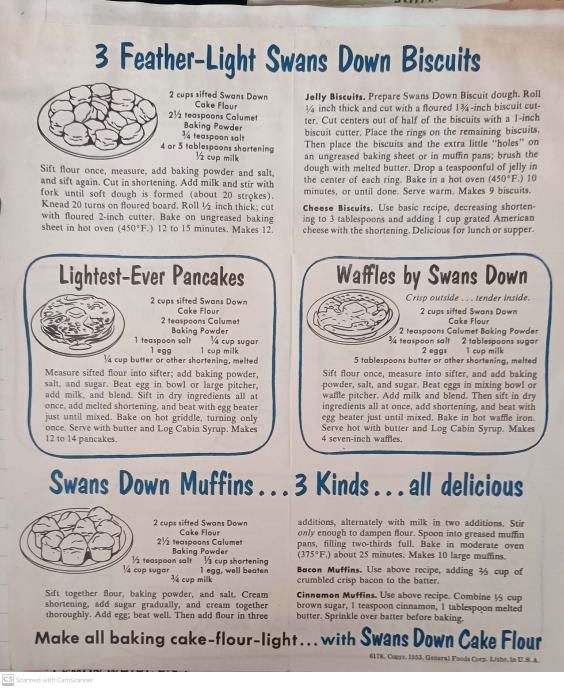 3 Feather-Light Swans Down Biscuits
2 cups sifted Swans Down
Cake Flour
2½ teaspoons Calumet
Baking Powder
¾ teaspoon salt
4 or 5 tablespoons shortening
½ cup milk
Sift flour once, measure, add baking powder and salt,
and sift again. Cut in shortening. Add milk and stir with
fork until soft dough is formed (about 20 strokes).
Knead 20 turns on floured board. Roll ½ inch thick; cut
with floured 2-inch cutter. Bake on ungreased baking
sheet in hot oven (450°F.) 12 to 15 minutes. Makes 12.
Jelly Biscuits. Prepare Swans Down Biscuit dough. Roll
¼ inch thick and cut with a floured 1¾-inch biscuit cut-
ter. Cut centers out of half of the biscuits with a 1-inch
biscuit cutter. Place the rings on the remaining biscuits.
Then place the biscuits and the extra little "holes" on
an ungreased baking sheet or in muffin pans; brush the
dough with melted butter. Drop a teaspoonful of jelly in
the center of each ring. Bake in a hot oven (450°F.) 10
minutes, or until done. Serve warm. Makes 9 biscuits.
Cheese Biscuits. Use basic recipe, decreasing shorten-
ing to 3 tablespoons and adding 1 cup grated American
cheese with the shortening. Delicious for lunch or supper.
Lightest-Ever Pancakes
2 cups sifted Swans Down
Cake Flour
2 teaspoons Calumet
Baking Powder
1 teaspoon salt ¼ cup sugar
1 egg 1 cup milk
¼ cup butter or other shortening, melted
Measure sifted flour into sifter; add baking powder,
salt, and sugar. Beat egg in bowl or large pitcher,
add milk, and blend. Sift in dry ingredients all at
once, add melted shortening, and beat with egg beater
just until mixed. Bake on hot griddle, turning only
once. Serve with butter and Log Cabin Syrup. Makes
12 to 14 pancakes.
Waffles by Swans Down
Crisp outside . . . tender inside.
2 cups sifted Swans Down
Cake Flour
2 teaspoons Calumet Baking Powder
¾ teaspoon salt 2 tablespoons sugar
2 eggs 1 cup milk
5 tablespoons butter or other shortening, melted
Sift flour once, measure into sifter, and add baking
powder, salt, and sugar. Beat eggs in mixing bowl or
waffle pitcher. Add milk and blend. Then sift in dry
ingredients all at once, add shortening, and beat with
egg beater just until mixed. Bake in hot waffle iron.
Serve hot with butter and Log Cabin Syrup. Makes
4 seven-inch waffles.
Swans Down Muffins...3 Kinds...all delicious
2 cups sifted Swans Down
Cake Flour
2½ teaspoons Calumet
Baking Powder
½ teaspoon salt ⅓ cup shortening
¼ cup sugar 1 egg, well beaten
¾ cup milk
Sift together flour, baking powder, and salt. Cream
shortening, add sugar gradually, and cream together
thoroughly. Add egg; beat well. Then add flour in three
additions, alternately with milk in two additions. Stir
only enough to dampen flour. Spoon into greased muffin
pans, filling two-thirds full. Bake in moderate oven
(375°F.) about 25 minutes. Makes 10 large muffins.
Bacon Muffins. Use above recipe, adding ⅔ cup of
crumbled crisp bacon to the batter.
Cinnamon Muffins. Use above recipe. Combine ⅓ cup
brown sugar, 1 teaspoon cinnamon, 1 tablespoon melted
butter. Sprinkle over batter before baking.
Make all baking cake-flour-light...with Swans Down Cake Flour
6178. Copyr. 1953, General Foods Corp. Litho. in U. S. A.
CS Scanned with CamScanner